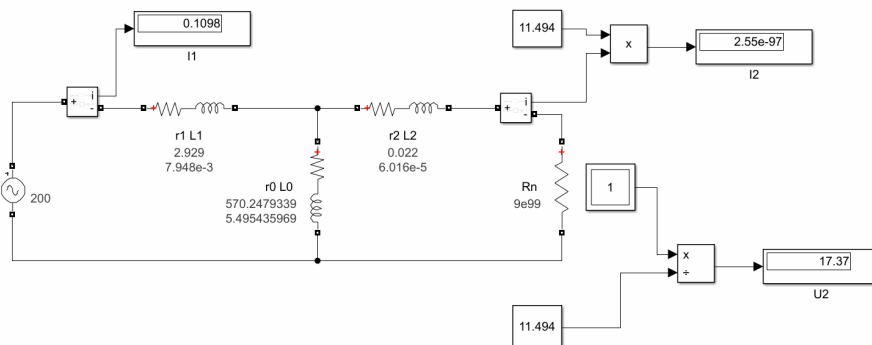 0.1098
I1
11.494
x
2.55e-97
I2
+
i
-
+
i
-
+
+
r1 L1
2.929
7.948e-3
r2 L2
0.022
6.016e-5
+
200
+
r0 L0
570.2479339
5.495435969
+
Rn
9e99
1
x
÷
17.37
U2
11.494